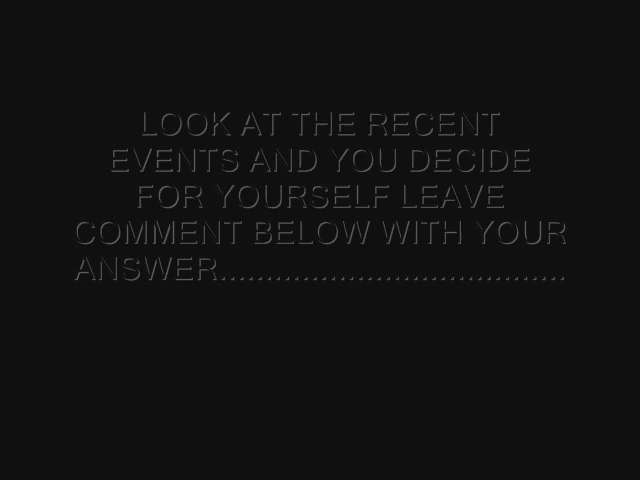 LOOK AT THE RECENT
EVENTS AND YOU DECIDE
FOR YOURSELF LEAVE
COMMENT BELOW WITH YOUR
ANSWER......................................